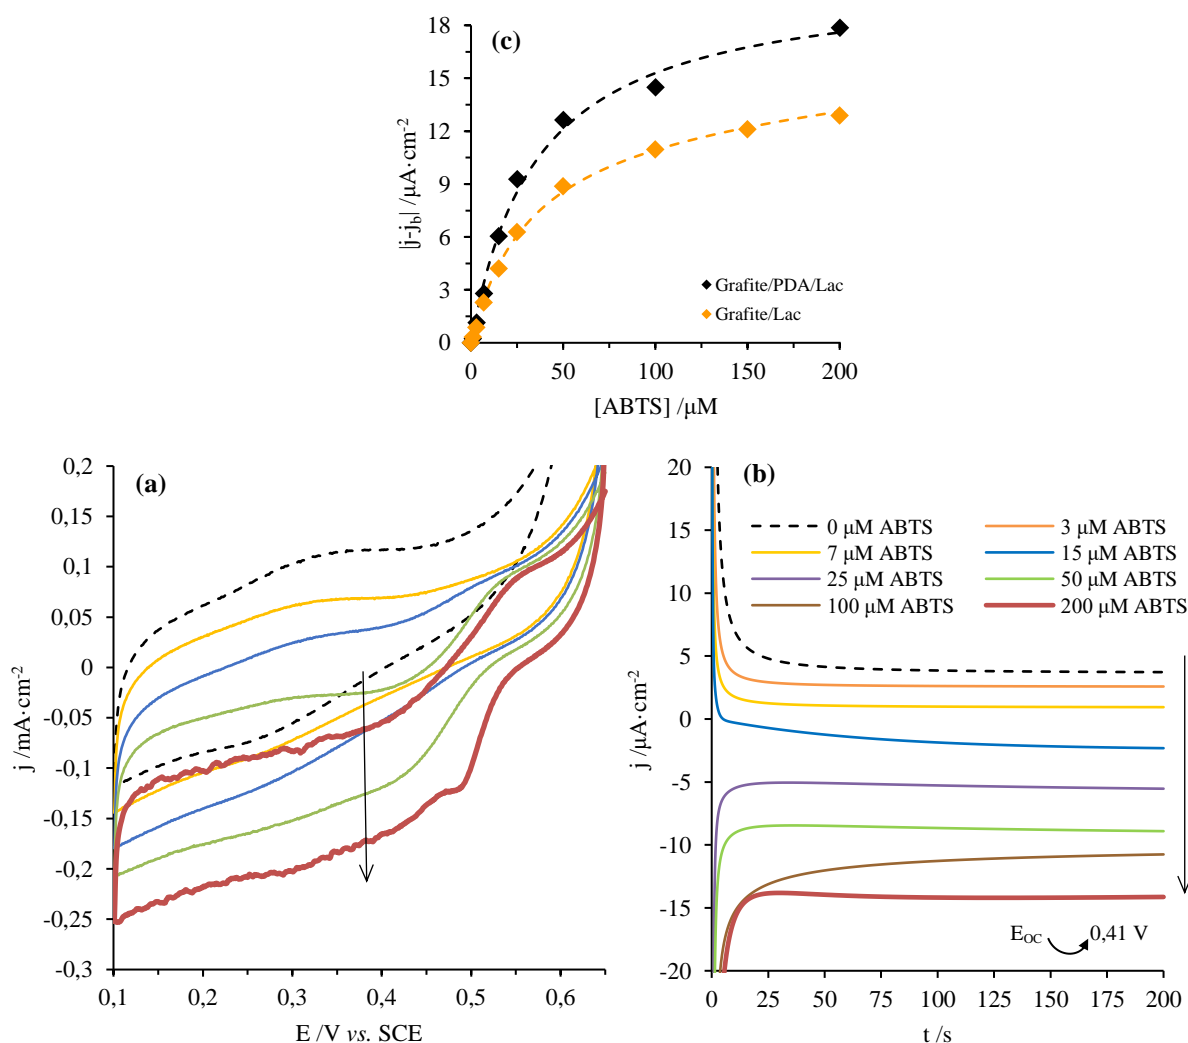 (c)
18
15
12
9
6
3
0
|j-j_b| /μA·cm⁻²
Grafite/PDA/Lac
Grafite/Lac
0 50 100 150 200
[ABTS] /μM
(a)
0,2
0,15
0,1
0,05
0
-0,05
-0,1
-0,15
-0,2
-0,25
-0,3
j /mA·cm⁻²
0,1 0,2 0,3 0,4 0,5 0,6
E /V vs. SCE
(b)
20
15
10
5
0
-5
-10
-15
-20
j /μA·cm⁻²
0 μM ABTS 3 μM ABTS
7 μM ABTS 15 μM ABTS
25 μM ABTS 50 μM ABTS
100 μM ABTS 200 μM ABTS
E_OC 0,41 V
0 25 50 75 100 125 150 175 200
t /s